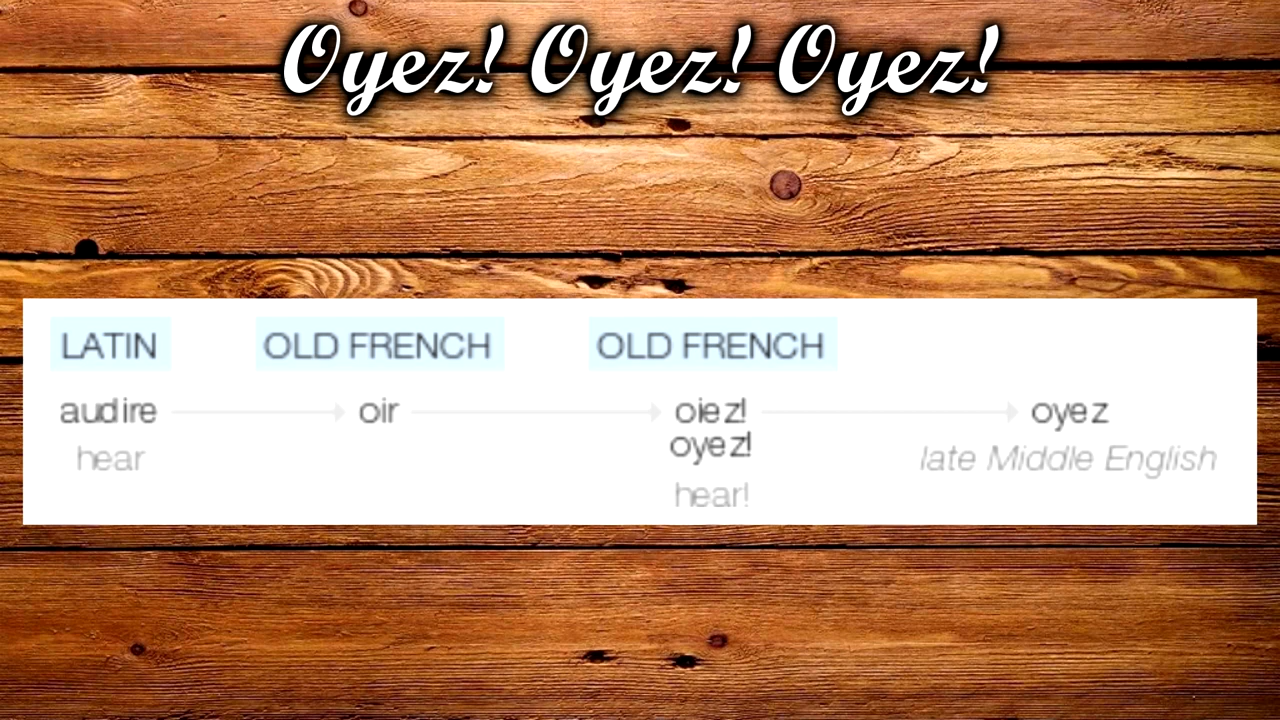 Oyez! Oyez! Oyez!
LATIN OLD FRENCH OLD FRENCH
audire oir oiez! oyez
oyez!
hear late Middle English
hear!